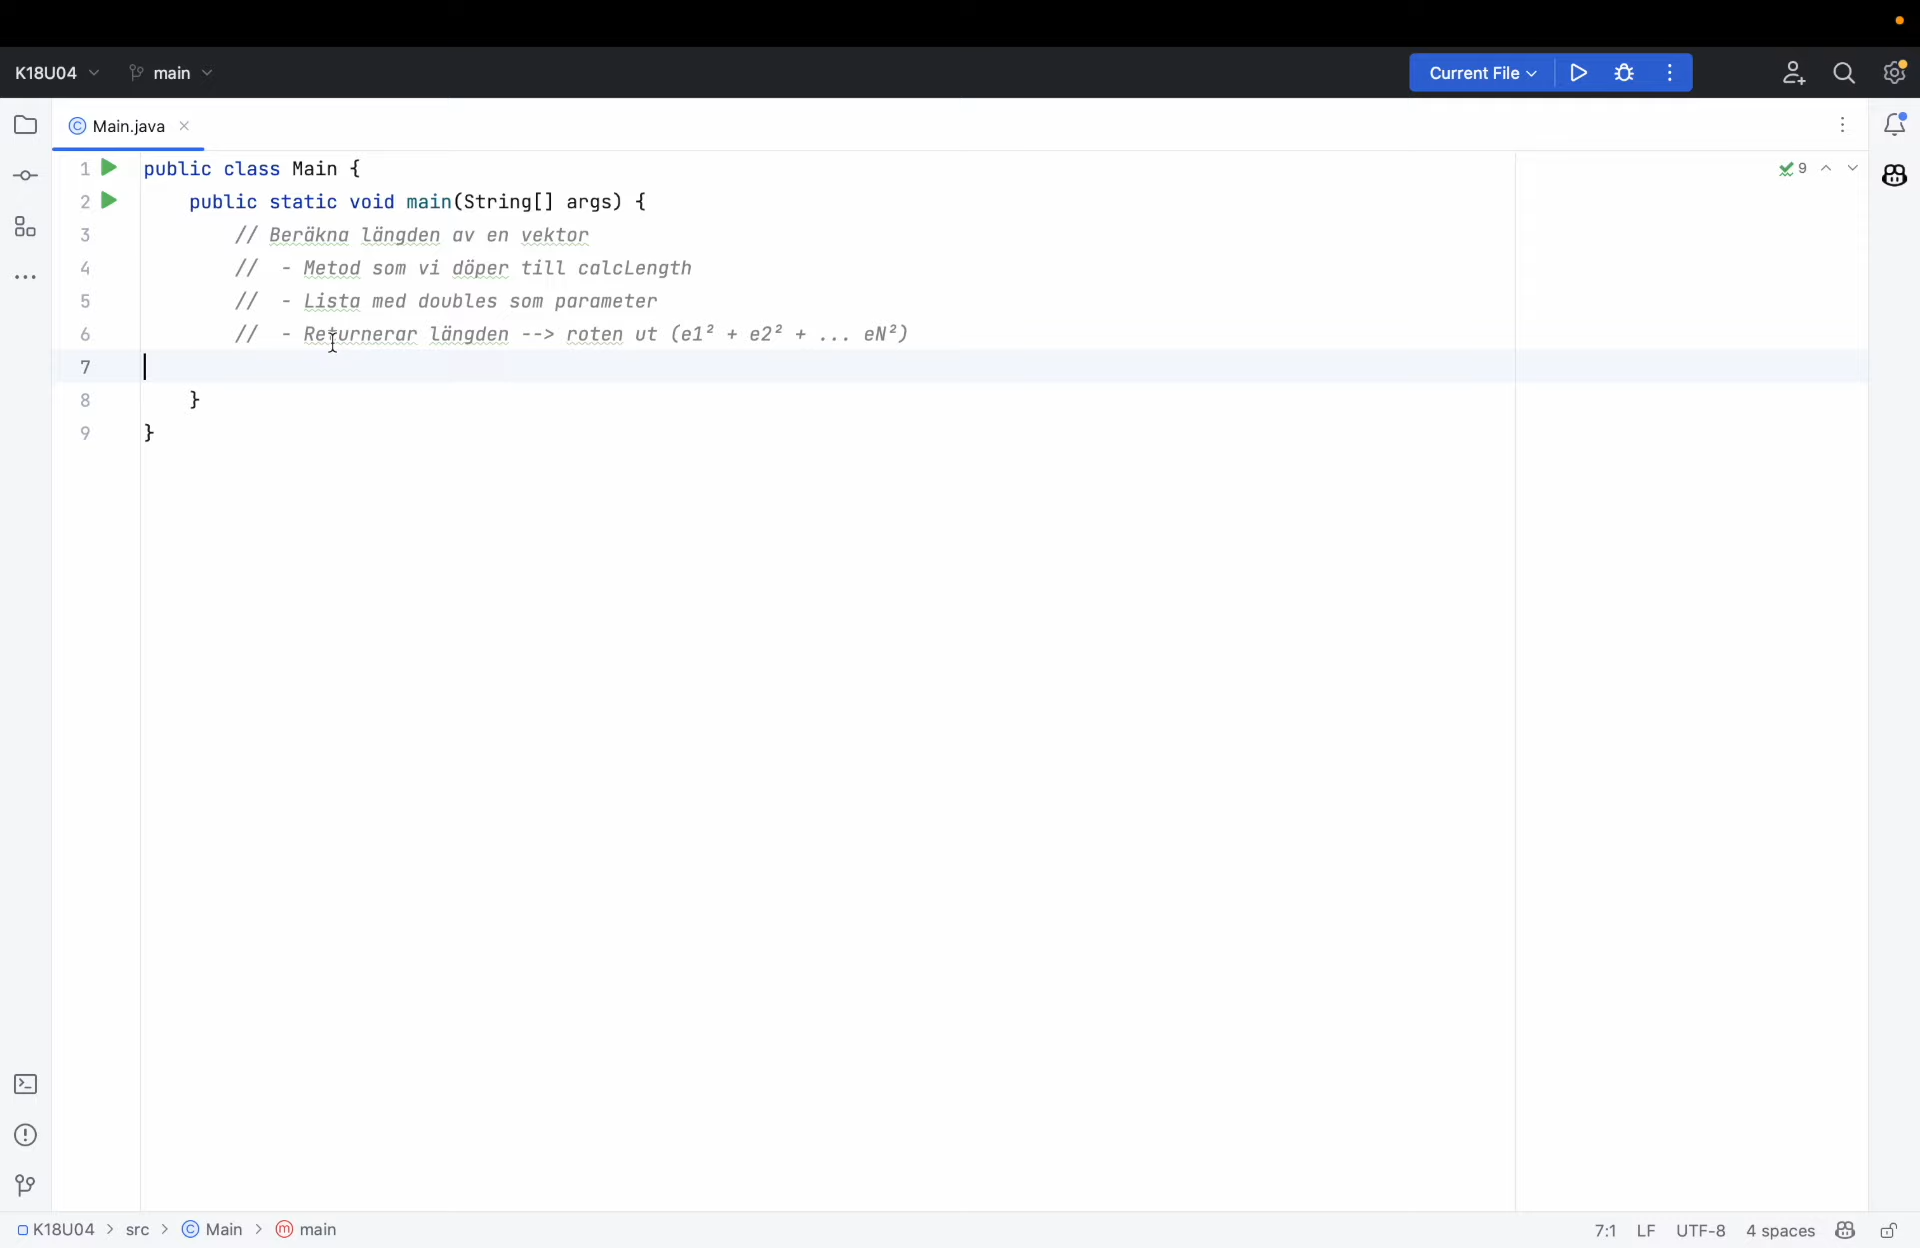 K18U04 main Current File
Main.java
1 public class Main { 9
2 public static void main(String[] args) {
3 // Beräkna längden av en vektor
4 // - Metod som vi döper till calcLength
5 // - Lista med doubles som parameter
6 // - Returnerar längden --> roten ut (e1² + e2² + ... eN²)
7
8 }
9 }
K18U04 > src > Main > main 7:1 LF UTF-8 4 spaces